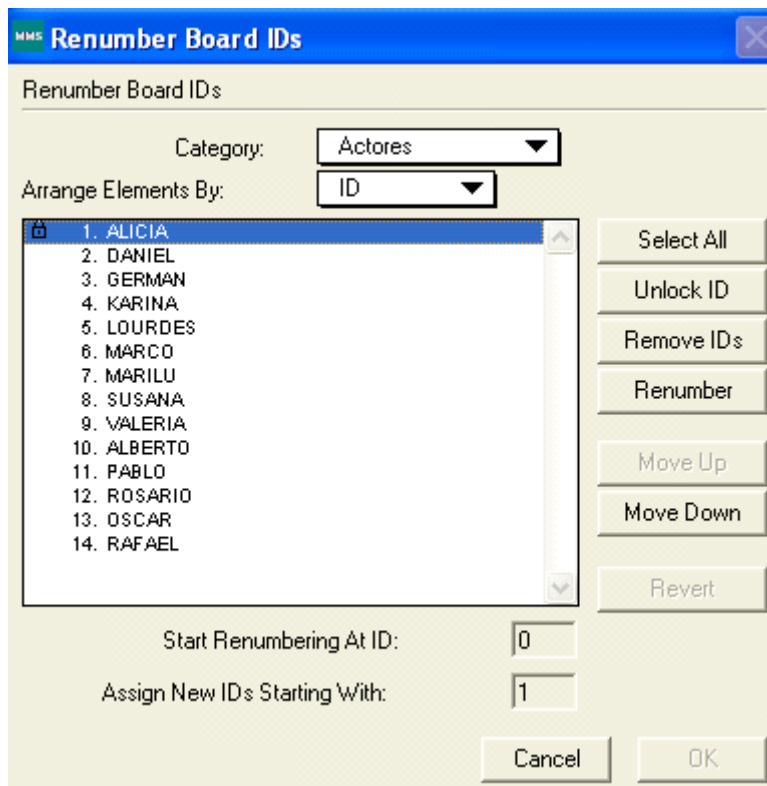 MMS Renumber Board IDs
Renumber Board IDs
Category: Actores
Arrange Elements By: ID
1. ALICIA
2. DANIEL
3. GERMAN
4. KARINA
5. LOURDES
6. MARCO
7. MARILU
8. SUSANA
9. VALERIA
10. ALBERTO
11. PABLO
12. ROSARIO
13. OSCAR
14. RAFAEL
Select All
Unlock ID
Remove IDs
Renumber
Move Up
Move Down
Revert
Start Renumbering At ID: 0
Assign New IDs Starting With: 1
Cancel OK